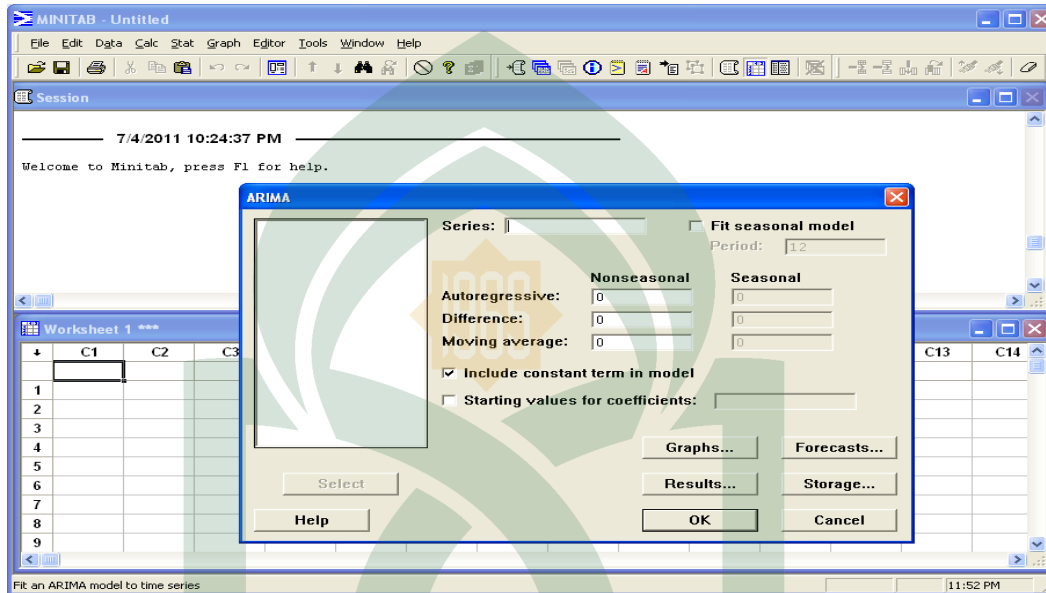 MINITAB - Untitled
File Edit Data Calc Stat Graph Editor Tools Window Help
Session
7/4/2011 10:24:37 PM
Welcome to Minitab, press F1 for help.
ARIMA
Series:
Fit seasonal model
Period: 12
Nonseasonal Seasonal
Autoregressive: 0 0
Difference: 0 0
Moving average: 0 0
Include constant term in model
Starting values for coefficients:
Graphs... Forecasts...
Select Results... Storage...
Help OK Cancel
Worksheet 1 ***
C1 C2 C3 C13 C14
1
2
3
4
5
6
7
8
9
Fit an ARIMA model to time series
11:52 PM
1965